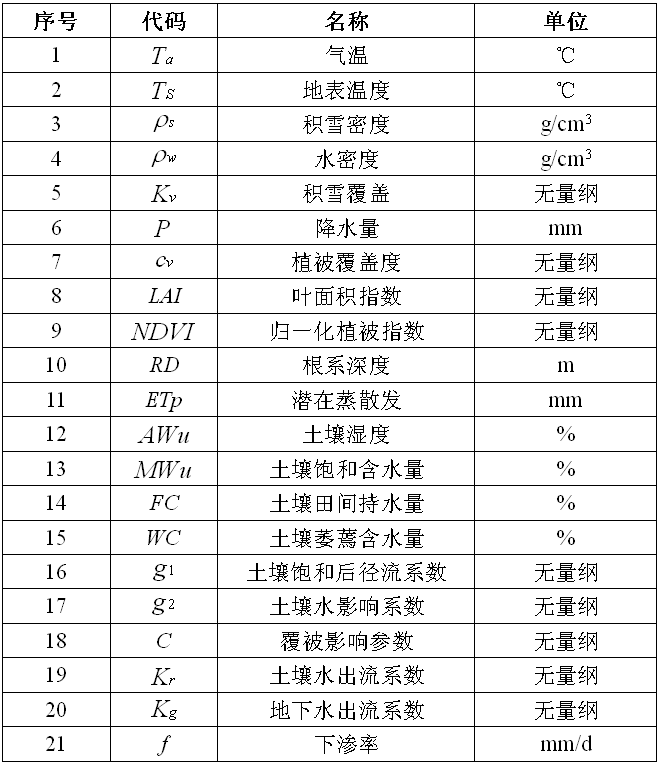 序号 代码 名称 单位
1 Ta 气温 ℃
2 TS 地表温度 ℃
3 ρs 积雪密度 g/cm³
4 ρw 水密度 g/cm³
5 Kv 积雪覆盖 无量纲
6 P 降水量 mm
7 cv 植被覆盖度 无量纲
8 LAI 叶面积指数 无量纲
9 NDVI 归一化植被指数 无量纲
10 RD 根系深度 m
11 ETp 潜在蒸散发 mm
12 AWu 土壤湿度 %
13 MWu 土壤饱和含水量 %
14 FC 土壤田间持水量 %
15 WC 土壤萎蔫含水量 %
16 g1 土壤饱和后径流系数 无量纲
17 g2 土壤水影响系数 无量纲
18 C 覆被影响参数 无量纲
19 Kr 土壤水出流系数 无量纲
20 Kg 地下水出流系数 无量纲
21 f 下渗率 mm/d